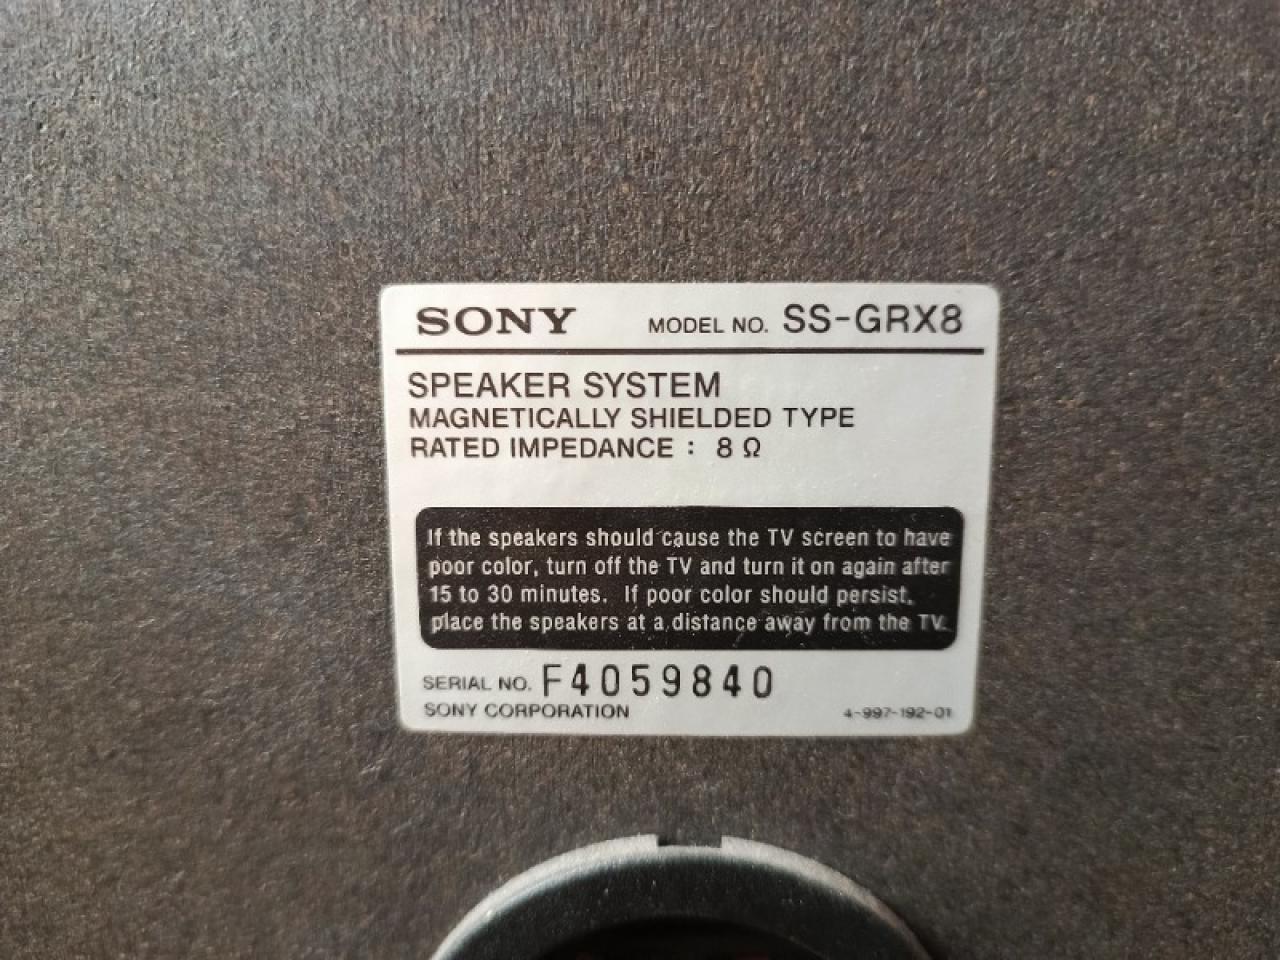 SONY MODEL NO. SS-GRX8
SPEAKER SYSTEM
MAGNETICALLY SHIELDED TYPE
RATED IMPEDANCE : 8 Ω
If the speakers should cause the TV screen to have
poor color, turn off the TV and turn it on again after
15 to 30 minutes. If poor color should persist,
place the speakers at a distance away from the TV.
SERIAL NO. F4059840
SONY CORPORATION 4-997-192-01